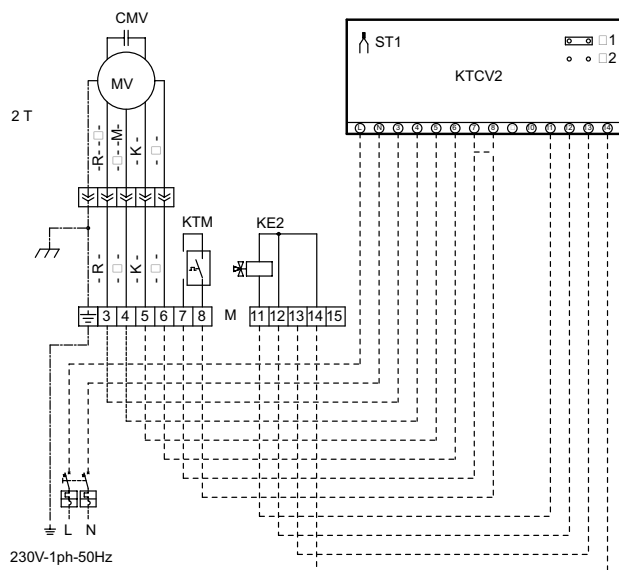 CMV
MV
2 T
ST1
□1
□2
KTCV2
L N 3 4 5 6 7 8 10 11 12 13 14
-R- -□- -□- -M- -K- -□-
KTM
KE2
-R- -□- -K- -□-
3 4 5 6 7 8 M 11 12 13 14 15
L N
230V-1ph-50Hz